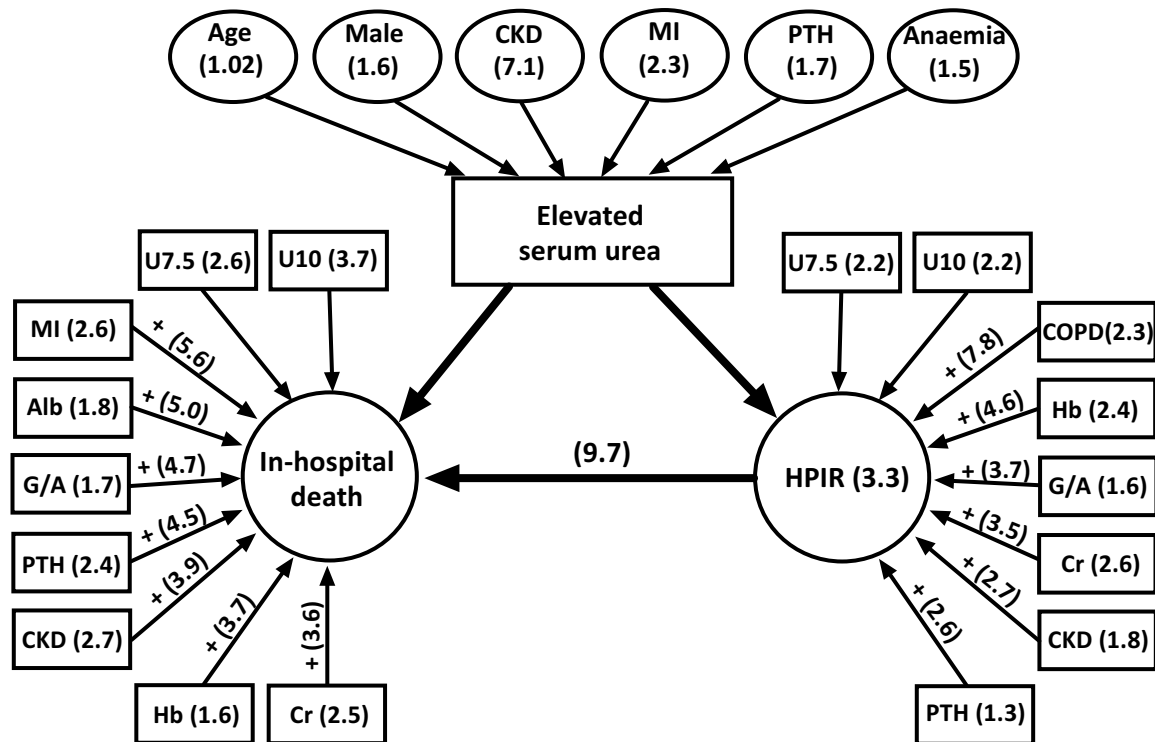 Age
(1.02)
Male
(1.6)
CKD
(7.1)
MI
(2.3)
PTH
(1.7)
Anaemia
(1.5)
Elevated
serum urea
U7.5 (2.6)
U10 (3.7)
U7.5 (2.2)
U10 (2.2)
MI (2.6)
+ (5.6)
Alb (1.8)
+ (5.0)
G/A (1.7)
+ (4.7)
PTH (2.4)
+ (4.5)
CKD (2.7)
+ (3.9)
Hb (1.6)
+ (3.7)
Cr (2.5)
+ (3.6)
In-hospital
death
(9.7)
HPIR (3.3)
COPD(2.3)
+ (7.8)
Hb (2.4)
+ (4.6)
G/A (1.6)
+ (3.7)
Cr (2.6)
+ (3.5)
CKD (1.8)
+ (2.7)
PTH (1.3)
+ (2.6)